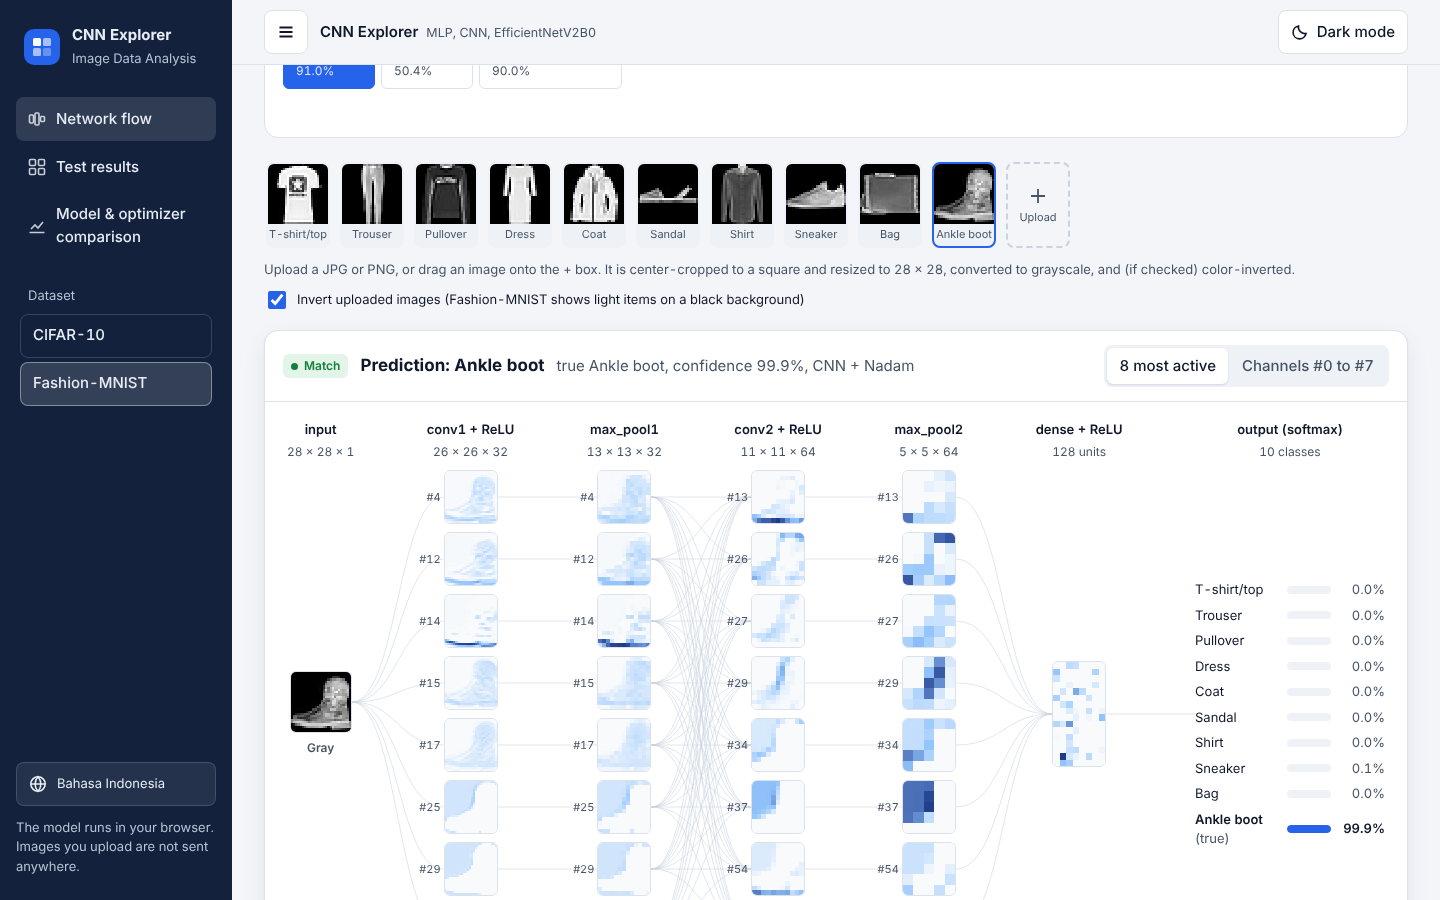 CNN Explorer
Image Data Analysis
Network flow
Test results
Model & optimizer
comparison
Dataset
CIFAR-10
Fashion-MNIST
Bahasa Indonesia
The model runs in your browser.
Images you upload are not sent
anywhere.
CNN Explorer MLP, CNN, EfficientNetV2B0
Dark mode
91.0% 50.4% 90.0%
T-shirt/top Trouser Pullover Dress Coat Sandal Shirt Sneaker Bag Ankle boot Upload
Upload a JPG or PNG, or drag an image onto the + box. It is center-cropped to a square and resized to 28 × 28, converted to grayscale, and (if checked) color-inverted.
Invert uploaded images (Fashion-MNIST shows light items on a black background)
Match Prediction: Ankle boot true Ankle boot, confidence 99.9%, CNN + Nadam 8 most active Channels #0 to #7
input conv1 + ReLU max_pool1 conv2 + ReLU max_pool2 dense + ReLU output (softmax)
28 × 28 × 1 26 × 26 × 32 13 × 13 × 32 11 × 11 × 64 5 × 5 × 64 128 units 10 classes
#4 #4 #13 #13
#12 #12 #26 #26
#14 #14 #27 #27
#15 #15 #29 #29
#17 #17 #34 #34
#25 #25 #37 #37
#29 #29 #54 #54
Gray
T-shirt/top 0.0%
Trouser 0.0%
Pullover 0.0%
Dress 0.0%
Coat 0.0%
Sandal 0.0%
Shirt 0.0%
Sneaker 0.1%
Bag 0.0%
Ankle boot 99.9%
(true)